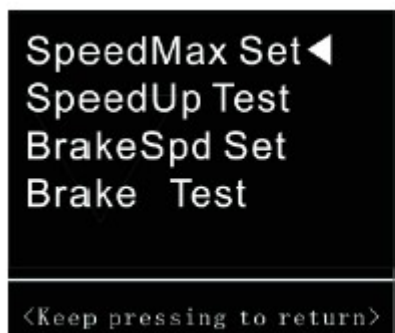 SpeedMax Set◀
SpeedUp Test
BrakeSpd Set
Brake Test
<Keep pressing to return>